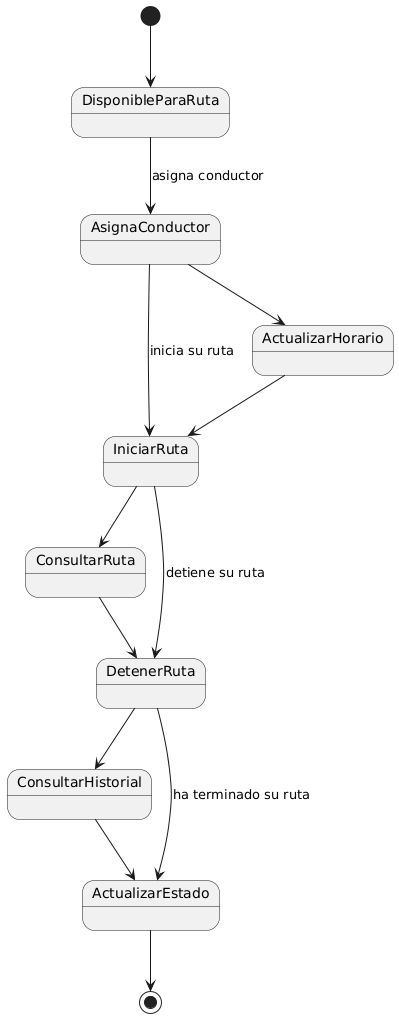 DisponibleParaRuta
asigna conductor
AsignaConductor
ActualizarHorario
inicia su ruta
IniciarRuta
ConsultarRuta
detiene su ruta
DetenerRuta
ConsultarHistorial
ha terminado su ruta
ActualizarEstado